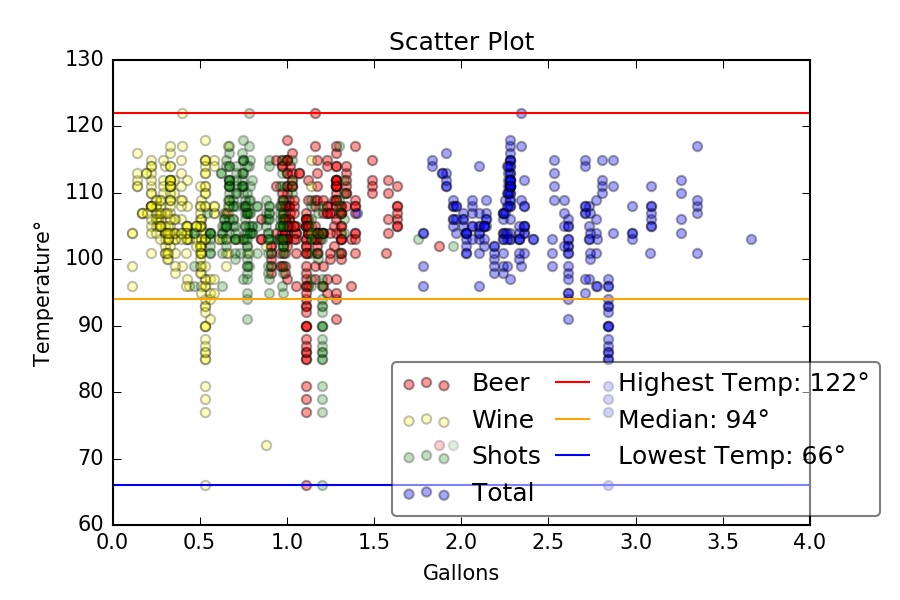 Scatter Plot
130
120
110
100
90
80
70
60
Temperature°
0.0 0.5 1.0 1.5 2.0 2.5 3.0 3.5 4.0
Gallons
Beer Highest Temp: 122°
Wine Median: 94°
Shots Lowest Temp: 66°
Total